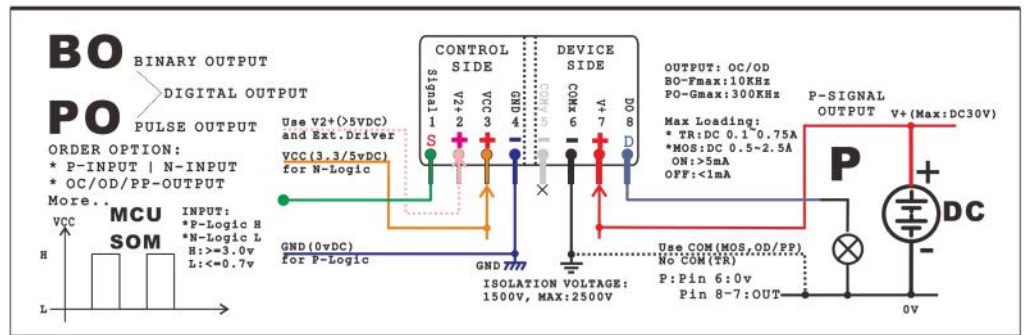 BO BINARY OUTPUT
DIGITAL OUTPUT
PO PULSE OUTPUT
ORDER OPTION:
* P-INPUT | N-INPUT
* OC/OD/PP-OUTPUT
More..
VCC
H
L
MCU
SOM
INPUT:
*P-Logic H
*N-Logic L
H:>=3.0v
L:<=0.7v
Use V2+(>5VDC)
and Ext.Driver
VCC(3.3/5vDC)
for N-Logic
GND(0vDC)
for P-Logic
CONTROL
SIDE
DEVICE
SIDE
Signal 1
V2+ 2
VCC 3
GND 4
COMy 5
COMx 6
V+ 7
DO 8
S
+
+
-
-
-
+
D
GND
ISOLATION VOLTAGE:
1500V, MAX:2500V
OUTPUT: OC/OD
BO-Fmax:10KHz
PO-Gmax:300KHz
Max Loading:
* TR:DC 0.1~0.75A
*MOS:DC 0.5~2.5A
ON:>5mA
OFF:<1mA
P-SIGNAL
OUTPUT
V+(Max:DC30V)
P
+
DC
-
Use COM(MOS,OD/PP)
No COM(TR)
P:Pin 6:0v
Pin 8-7:OUT
0V